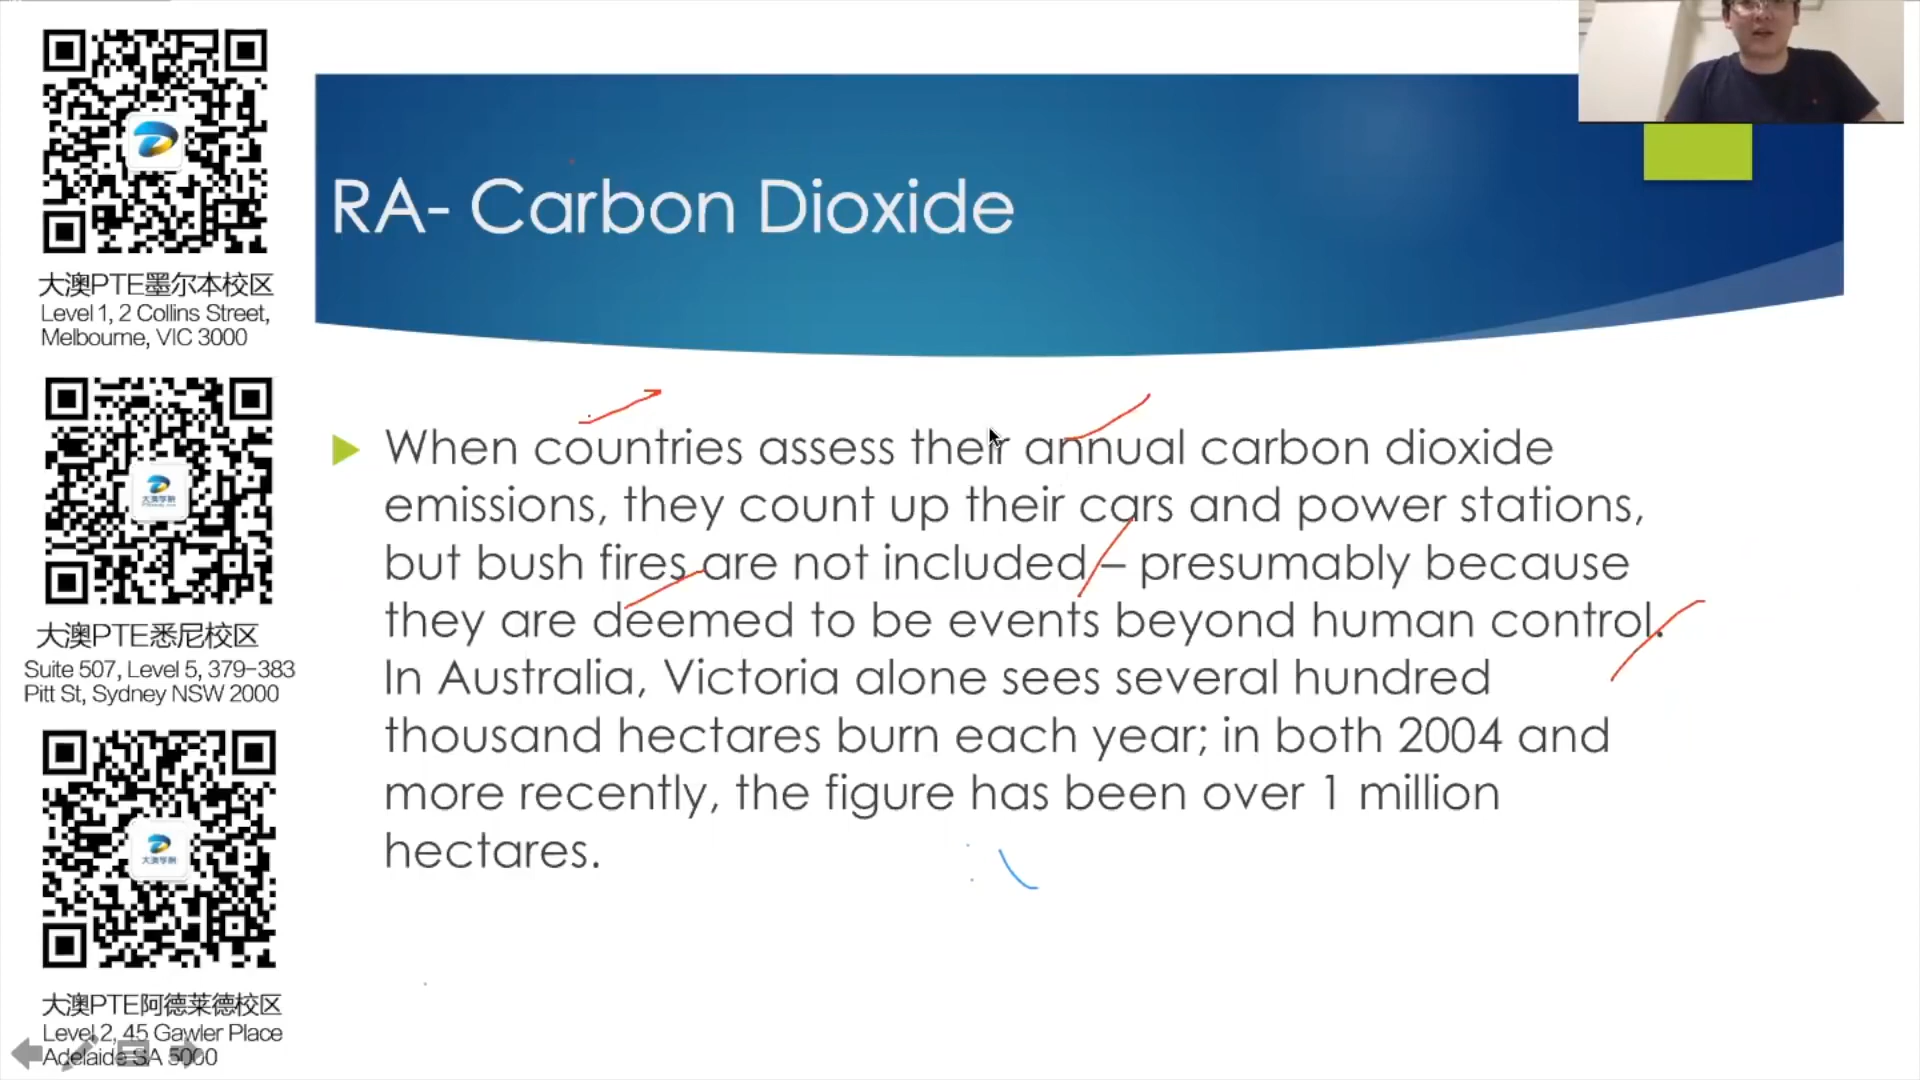 大澳PTE墨尔本校区
Level 1, 2 Collins Street,
Melbourne, VIC 3000
大澳PTE悉尼校区
Suite 507, Level 5, 379-383
Pitt St, Sydney NSW 2000
大澳PTE阿德莱德校区
Level 2, 45 Gawler Place
Adelaide SA 5000
RA- Carbon Dioxide
When countries assess their annual carbon dioxide
emissions, they count up their cars and power stations,
but bush fires are not included – presumably because
they are deemed to be events beyond human control.
In Australia, Victoria alone sees several hundred
thousand hectares burn each year; in both 2004 and
more recently, the figure has been over 1 million
hectares.